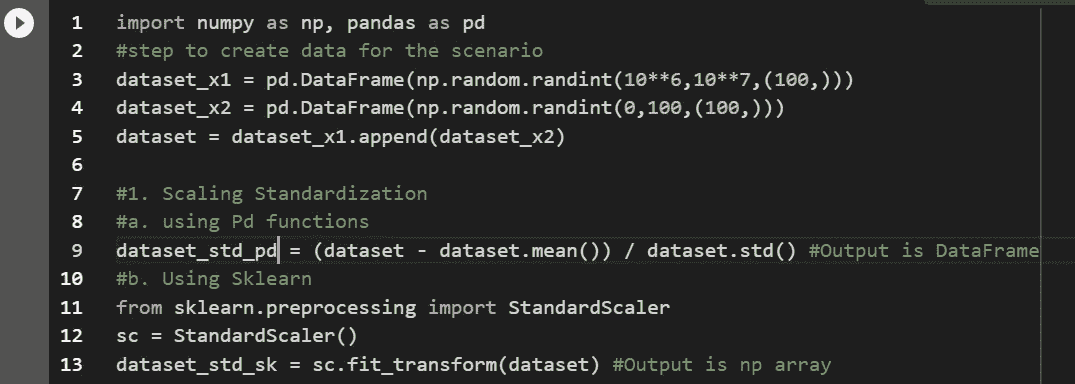 1 import numpy as np, pandas as pd
2 #step to create data for the scenario
3 dataset_x1 = pd.DataFrame(np.random.randint(10**6,10**7,(100,)))
4 dataset_x2 = pd.DataFrame(np.random.randint(0,100,(100,)))
5 dataset = dataset_x1.append(dataset_x2)
6
7 #1. Scaling Standardization
8 #a. using Pd functions
9 dataset_std_pd = (dataset - dataset.mean()) / dataset.std() #Output is DataFrame
10 #b. Using Sklearn
11 from sklearn.preprocessing import StandardScaler
12 sc = StandardScaler()
13 dataset_std_sk = sc.fit_transform(dataset) #Output is np array